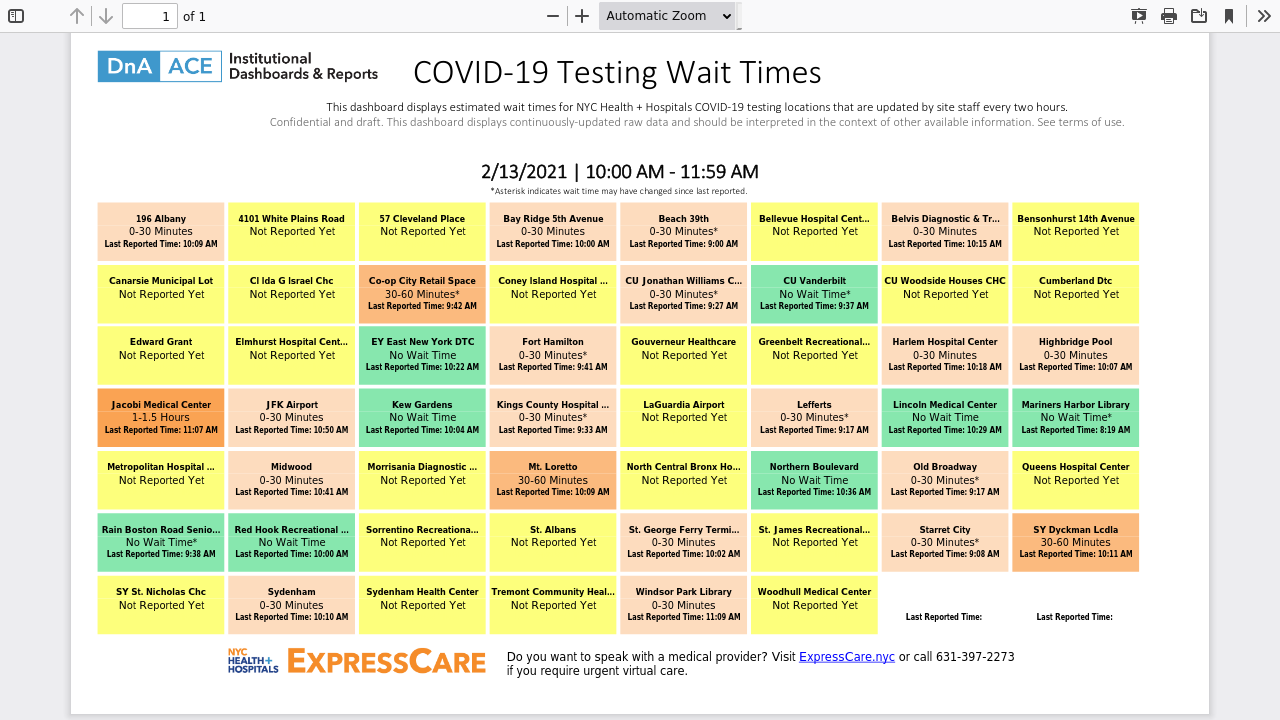 1 of 1 Automatic Zoom
DnA ACE Institutional
Dashboards & Reports
COVID-19 Testing Wait Times
This dashboard displays estimated wait times for NYC Health + Hospitals COVID-19 testing locations that are updated by site staff every two hours.
Confidential and draft. This dashboard displays continuously-updated raw data and should be interpreted in the context of other available information. See terms of use.
2/13/2021 | 10:00 AM - 11:59 AM
*Asterisk indicates wait time may have changed since last reported.
196 Albany 4101 White Plains Road 57 Cleveland Place Bay Ridge 5th Avenue Beach 39th Bellevue Hospital Cent... Belvis Diagnostic & Tr... Bensonhurst 14th Avenue
0-30 Minutes Not Reported Yet Not Reported Yet 0-30 Minutes 0-30 Minutes* Not Reported Yet 0-30 Minutes Not Reported Yet
Last Reported Time: 10:09 AM Last Reported Time: 10:00 AM Last Reported Time: 9:00 AM Last Reported Time: 10:15 AM
Canarsie Municipal Lot CI Ida G Israel Chc Co-op City Retail Space Coney Island Hospital ... CU Jonathan Williams C... CU Vanderbilt CU Woodside Houses CHC Cumberland Dtc
Not Reported Yet Not Reported Yet 30-60 Minutes* Not Reported Yet 0-30 Minutes* No Wait Time* Not Reported Yet Not Reported Yet
Last Reported Time: 9:42 AM Last Reported Time: 9:27 AM Last Reported Time: 9:37 AM
Edward Grant Elmhurst Hospital Cent... EY East New York DTC Fort Hamilton Gouverneur Healthcare Greenbelt Recreational... Harlem Hospital Center Highbridge Pool
Not Reported Yet Not Reported Yet No Wait Time 0-30 Minutes* Not Reported Yet Not Reported Yet 0-30 Minutes 0-30 Minutes
Last Reported Time: 10:22 AM Last Reported Time: 9:41 AM Last Reported Time: 10:18 AM Last Reported Time: 10:07 AM
Jacobi Medical Center JFK Airport Kew Gardens Kings County Hospital ... LaGuardia Airport Lefferts Lincoln Medical Center Mariners Harbor Library
1-1.5 Hours 0-30 Minutes No Wait Time 0-30 Minutes* Not Reported Yet 0-30 Minutes* No Wait Time No Wait Time*
Last Reported Time: 11:07 AM Last Reported Time: 10:50 AM Last Reported Time: 10:04 AM Last Reported Time: 9:33 AM Last Reported Time: 9:17 AM Last Reported Time: 10:29 AM Last Reported Time: 8:19 AM
Metropolitan Hospital ... Midwood Morrisania Diagnostic ... Mt. Loretto North Central Bronx Ho... Northern Boulevard Old Broadway Queens Hospital Center
Not Reported Yet 0-30 Minutes Not Reported Yet 30-60 Minutes Not Reported Yet No Wait Time 0-30 Minutes* Not Reported Yet
Last Reported Time: 10:41 AM Last Reported Time: 10:09 AM Last Reported Time: 10:36 AM Last Reported Time: 9:17 AM
Rain Boston Road Senio... Red Hook Recreational ... Sorrentino Recreationa... St. Albans St. George Ferry Termi... St. James Recreational... Starret City SY Dyckman Lcdla
No Wait Time* No Wait Time Not Reported Yet Not Reported Yet 0-30 Minutes Not Reported Yet 0-30 Minutes* 30-60 Minutes
Last Reported Time: 9:38 AM Last Reported Time: 10:00 AM Last Reported Time: 10:02 AM Last Reported Time: 9:08 AM Last Reported Time: 10:11 AM
SY St. Nicholas Chc Sydenham Sydenham Health Center Tremont Community Heal... Windsor Park Library Woodhull Medical Center
Not Reported Yet 0-30 Minutes Not Reported Yet Not Reported Yet 0-30 Minutes Not Reported Yet
Last Reported Time: 10:10 AM Last Reported Time: 11:09 AM Last Reported Time: Last Reported Time:
NYC
HEALTH+
HOSPITALS
EXPRESSCARE
Do you want to speak with a medical provider? Visit ExpressCare.nyc or call 631-397-2273
if you require urgent virtual care.